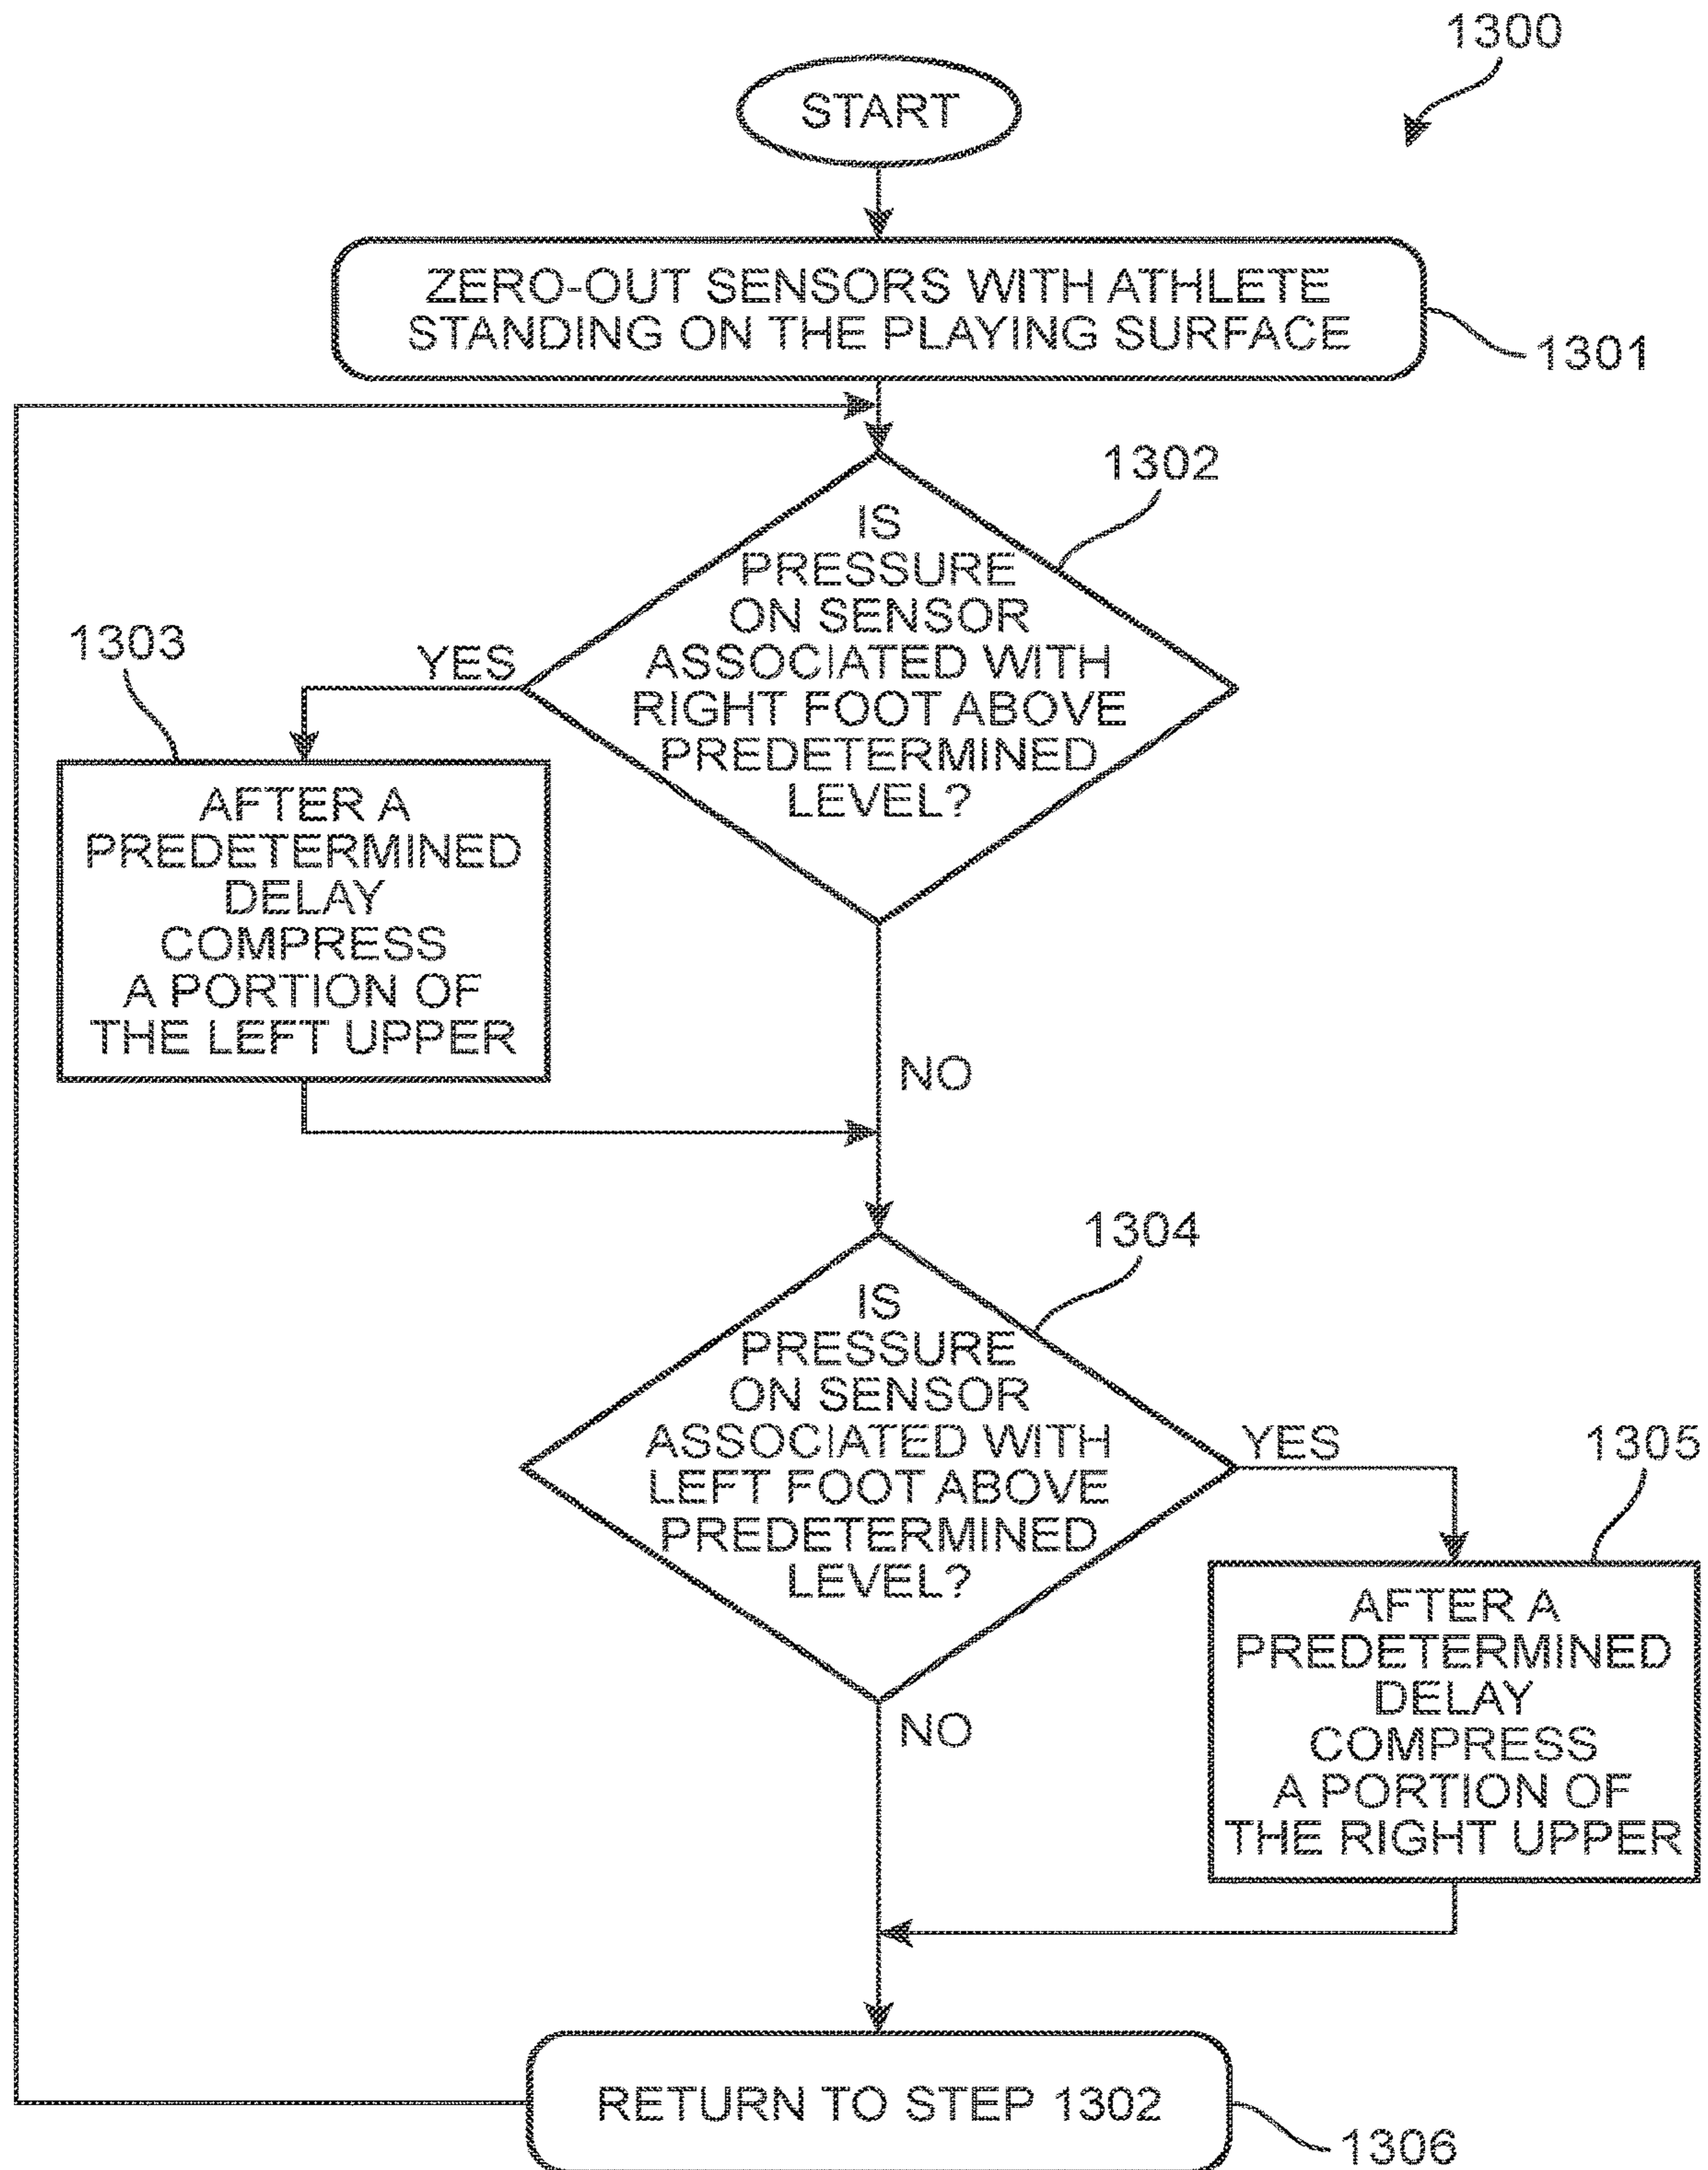 1300
START
ZERO-OUT SENSORS WITH ATHLETE
STANDING ON THE PLAYING SURFACE
1301
1302
IS
PRESSURE
ON SENSOR
ASSOCIATED WITH
RIGHT FOOT ABOVE
PREDETERMINED
LEVEL?
YES
1303
AFTER A
PREDETERMINED
DELAY
COMPRESS
A PORTION OF
THE LEFT UPPER
NO
1304
IS
PRESSURE
ON SENSOR
ASSOCIATED WITH
LEFT FOOT ABOVE
PREDETERMINED
LEVEL?
YES
1305
AFTER A
PREDETERMINED
DELAY
COMPRESS
A PORTION OF
THE RIGHT UPPER
NO
RETURN TO STEP 1302
1306